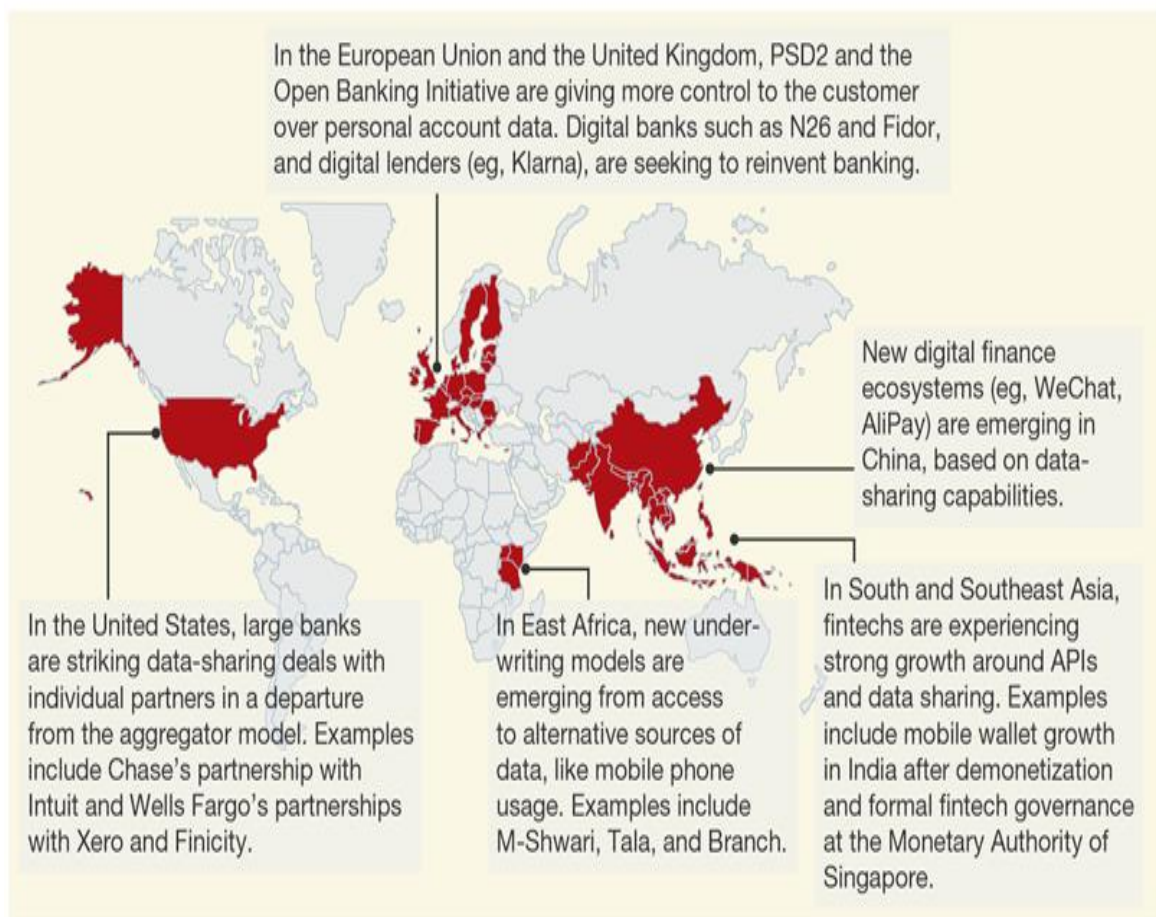 In the European Union and the United Kingdom, PSD2 and the
Open Banking Initiative are giving more control to the customer
over personal account data. Digital banks such as N26 and Fidor,
and digital lenders (eg, Klarna), are seeking to reinvent banking.
New digital finance
ecosystems (eg, WeChat,
AliPay) are emerging in
China, based on data-
sharing capabilities.
In the United States, large banks
are striking data-sharing deals with
individual partners in a departure
from the aggregator model. Examples
include Chase’s partnership with
Intuit and Wells Fargo’s partnerships
with Xero and Finicity.
In East Africa, new under-
writing models are
emerging from access
to alternative sources of
data, like mobile phone
usage. Examples include
M-Shwari, Tala, and Branch.
In South and Southeast Asia,
fintechs are experiencing
strong growth around APIs
and data sharing. Examples
include mobile wallet growth
in India after demonetization
and formal fintech governance
at the Monetary Authority of
Singapore.